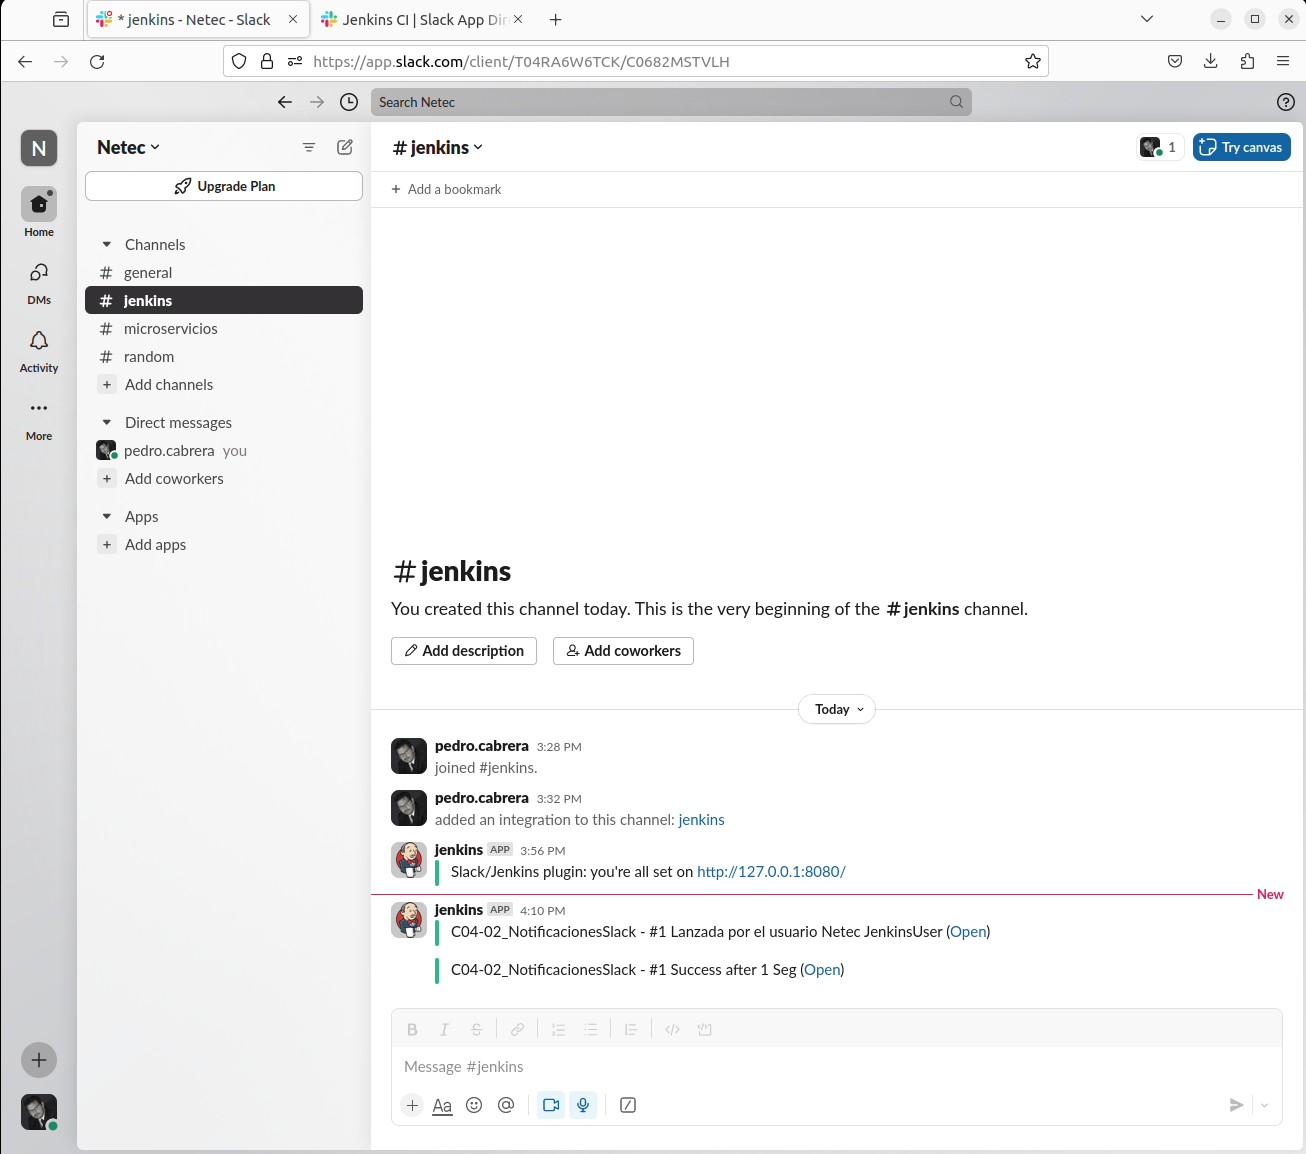 * jenkins - Netec - Slack
Jenkins CI | Slack App Dir
https://app.slack.com/client/T04RA6W6TCK/C0682MSTVLH
Search Netec
N
Netec
# jenkins
1
Try canvas
Upgrade Plan
+ Add a bookmark
Home
DMs
Activity
More
Channels
# general
# jenkins
# microservicios
# random
+ Add channels
Direct messages
pedro.cabrera you
+ Add coworkers
Apps
+ Add apps
# jenkins
You created this channel today. This is the very beginning of the # jenkins channel.
Add description
Add coworkers
Today
pedro.cabrera 3:28 PM
joined #jenkins.
pedro.cabrera 3:32 PM
added an integration to this channel: jenkins
jenkins APP 3:56 PM
Slack/Jenkins plugin: you're all set on http://127.0.0.1:8080/
New
jenkins APP 4:10 PM
C04-02_NotificacionesSlack - #1 Lanzada por el usuario Netec JenkinsUser (Open)
C04-02_NotificacionesSlack - #1 Success after 1 Seg (Open)
B I S
Message #jenkins
+ Aa @